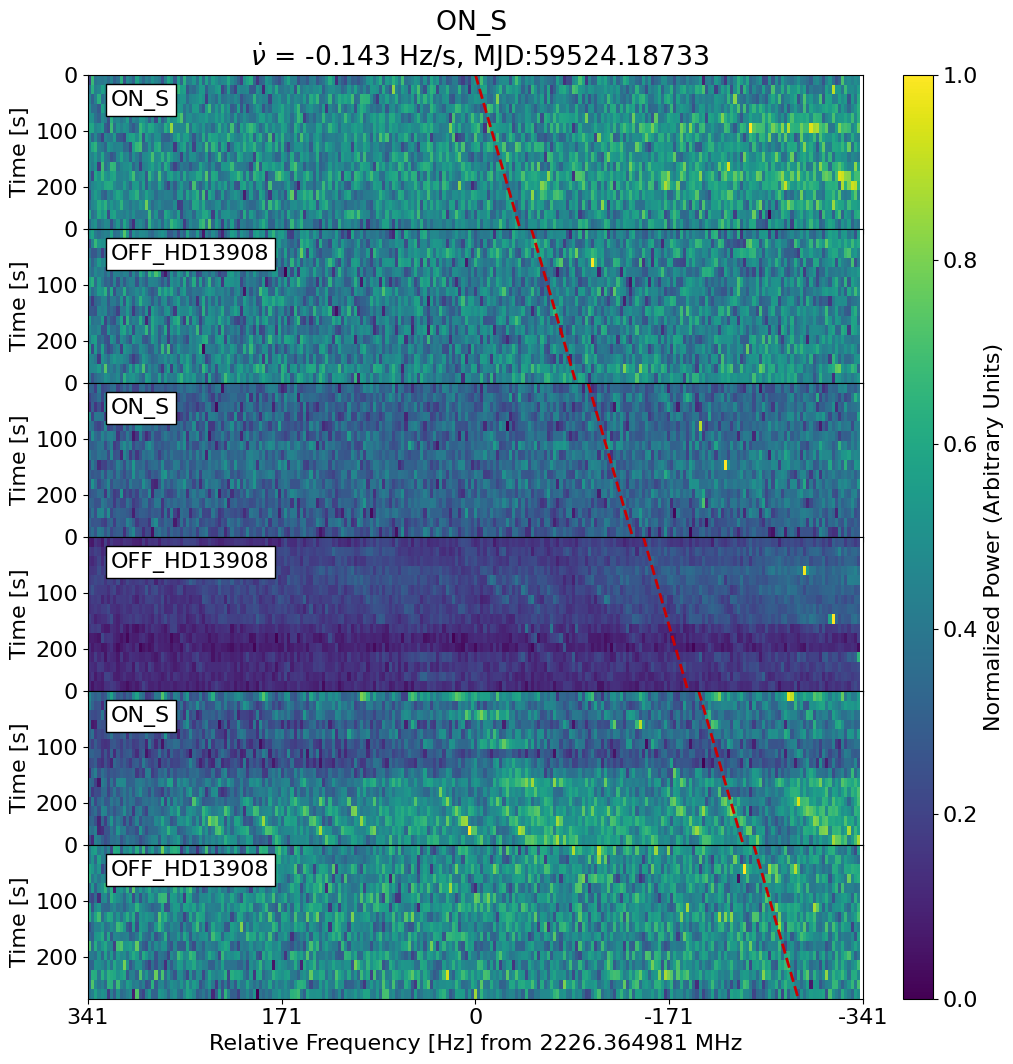 ON_S
ν̇ = -0.143 Hz/s, MJD:59524.18733
0
100
200
Time [s]
ON_S
0
100
200
Time [s]
OFF_HD13908
0
100
200
Time [s]
ON_S
0
100
200
Time [s]
OFF_HD13908
0
100
200
Time [s]
ON_S
0
100
200
Time [s]
OFF_HD13908
341
171
0
-171
-341
Relative Frequency [Hz] from 2226.364981 MHz
1.0
0.8
0.6
0.4
0.2
0.0
Normalized Power (Arbitrary Units)